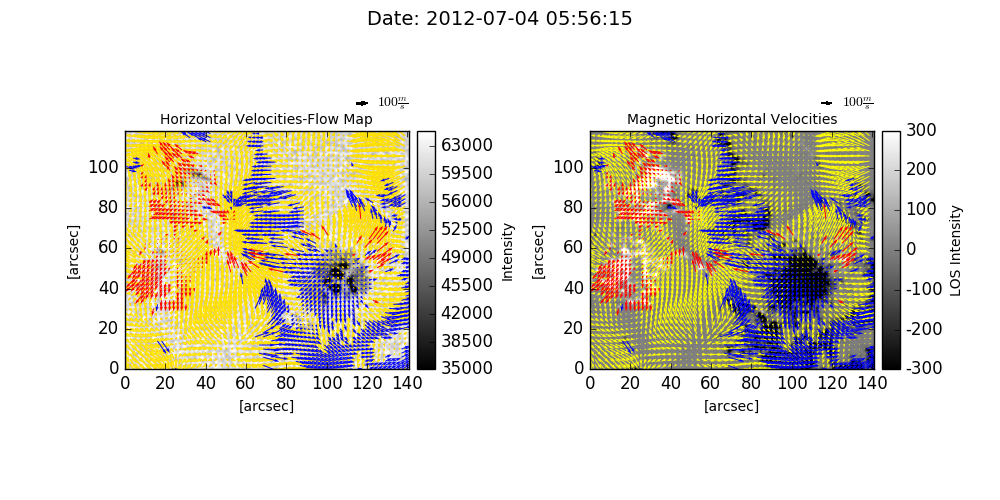 Date: 2012-07-04 05:56:15
100 m/s
Horizontal Velocities-Flow Map
100
80
60
40
20
0
[arcsec]
0 20 40 60 80 100 120 140
[arcsec]
63000
59500
56000
52500
49000
45500
42000
38500
35000
Intensity
100 m/s
Magnetic Horizontal Velocities
100
80
60
40
20
0
[arcsec]
0 20 40 60 80 100 120 140
[arcsec]
300
200
100
0
-100
-200
-300
LOS Intensity